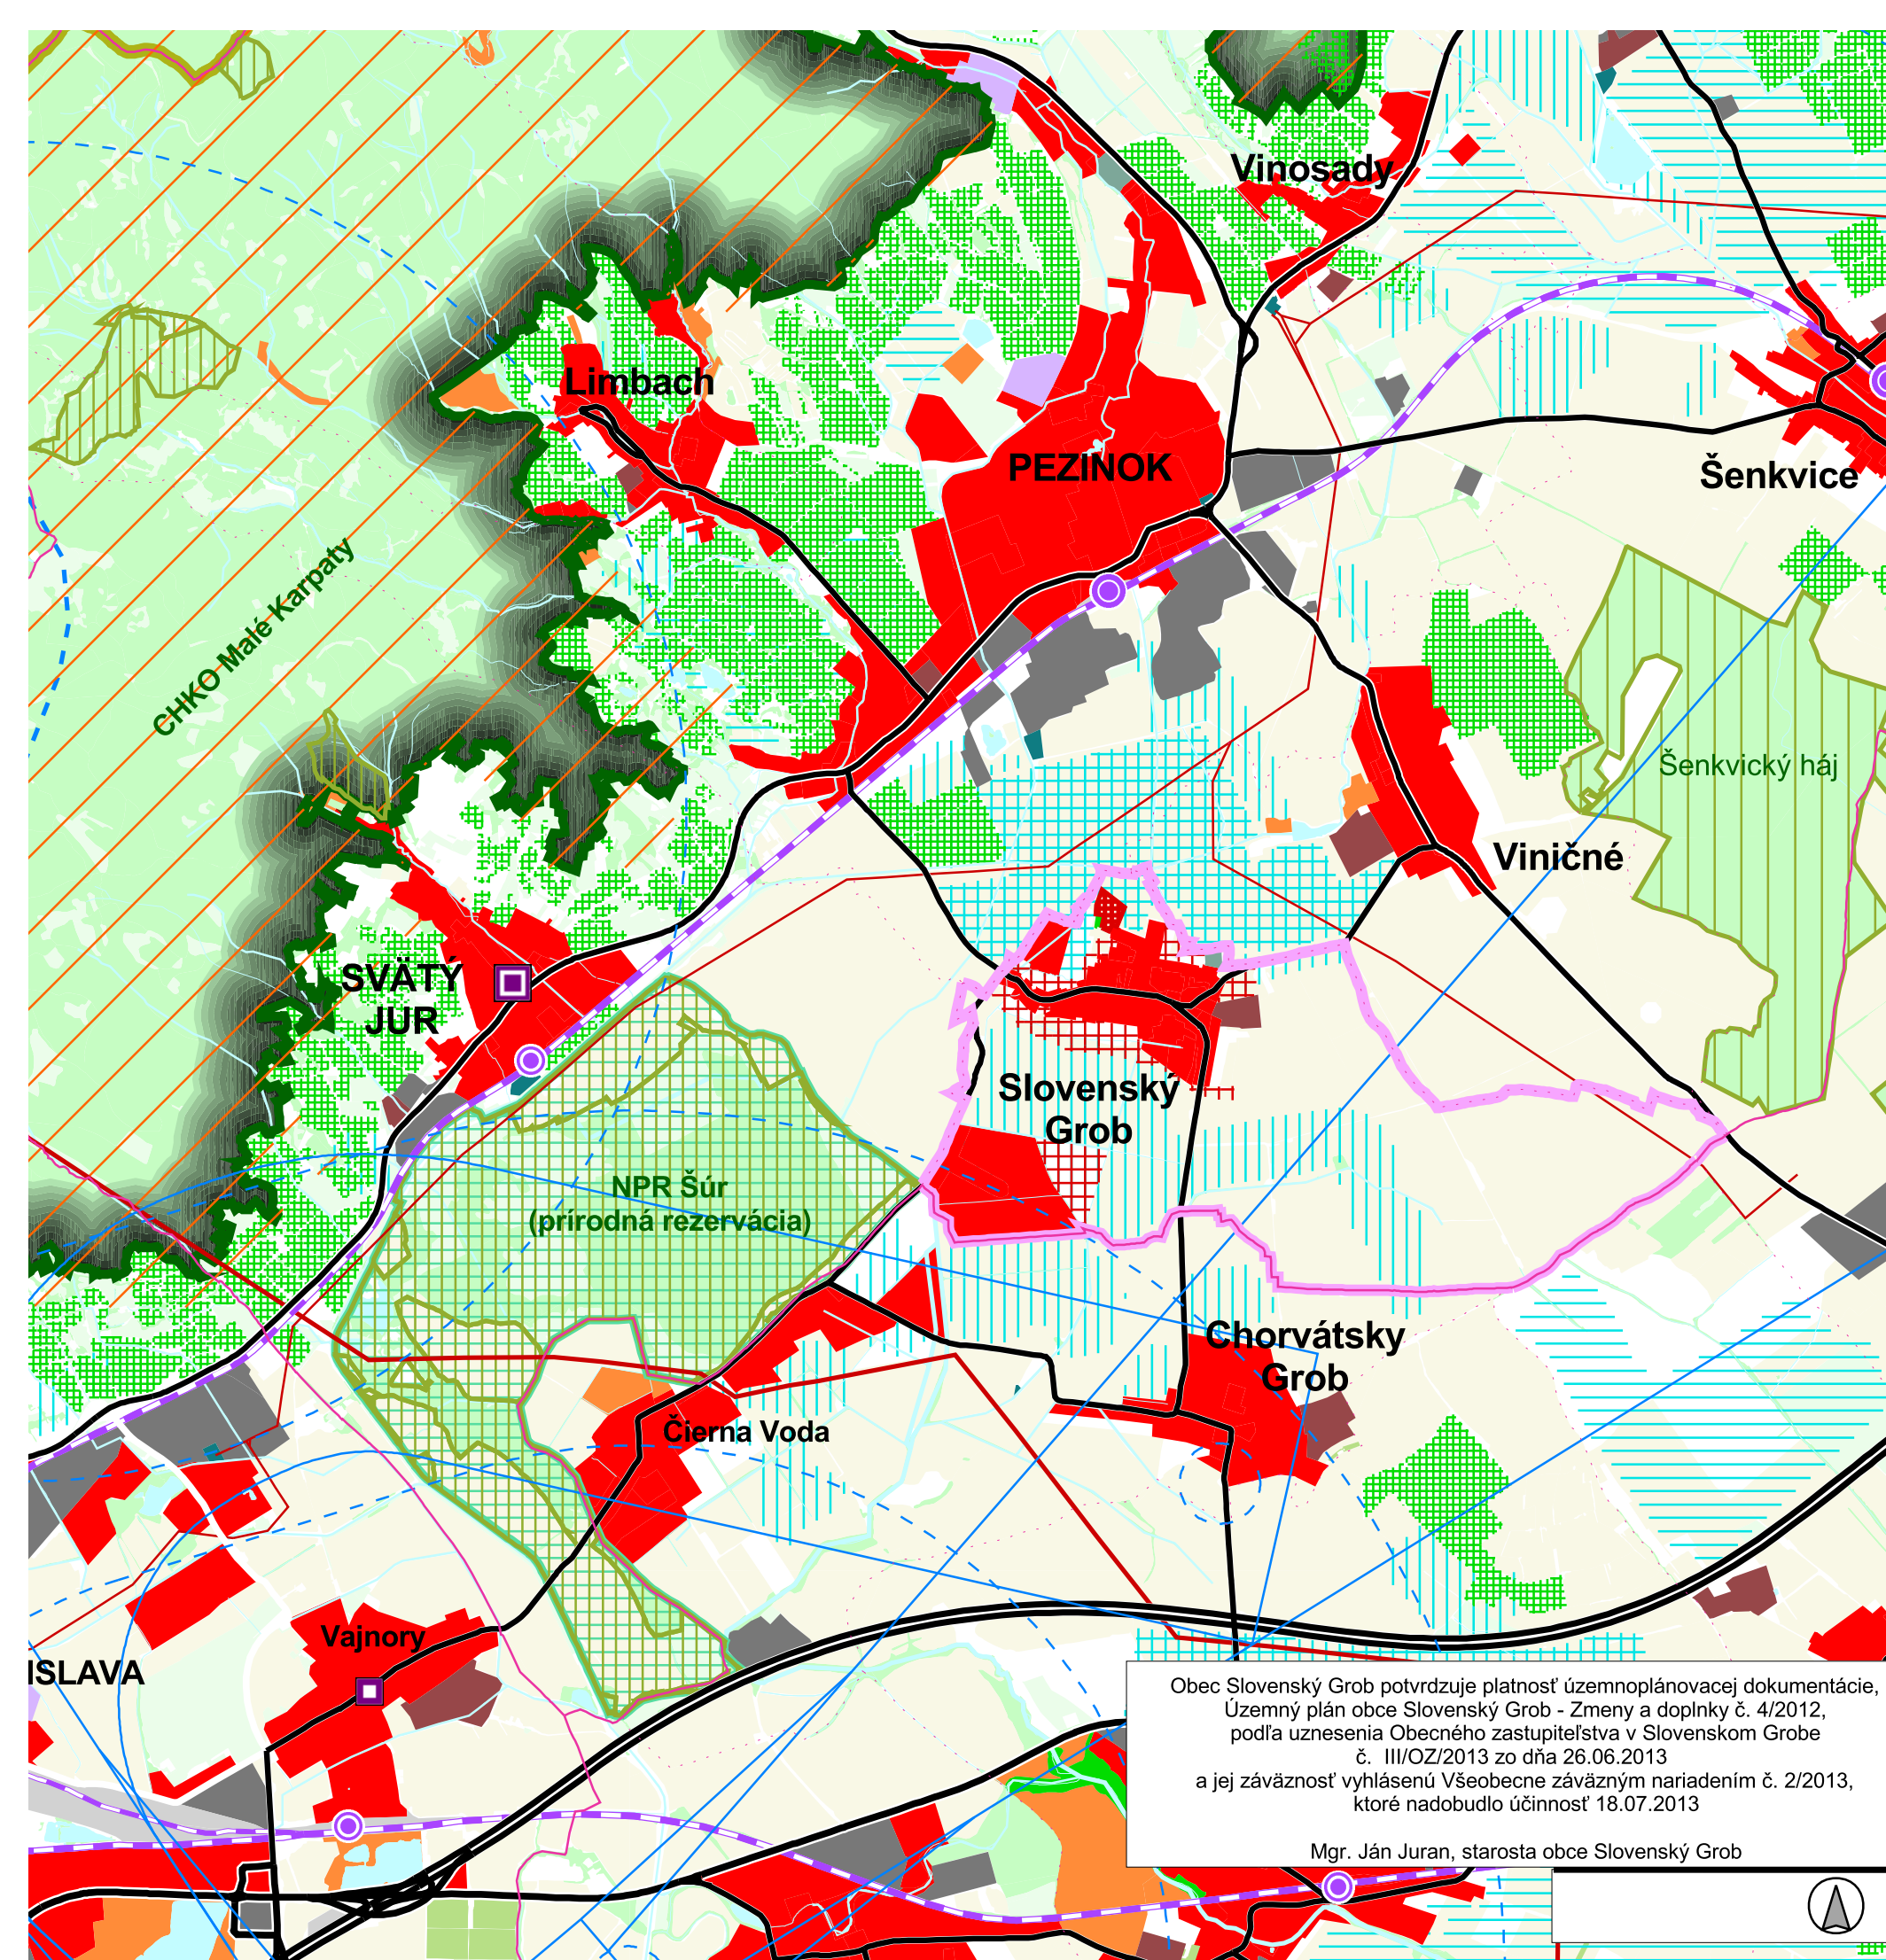 Vinosady
Limbach
PEZINOK
Šenkvice
CHKO Malé Karpaty
Šenkvický háj
Viničné
SVÄTÝ
JUR
Slovenský
Grob
NPR Šúr
(prírodná rezervácia)
Chorvátsky
Grob
Čierna Voda
Vajnory
ISLAVA
Obec Slovenský Grob potvrdzuje platnosť územnoplánovacej dokumentácie,
Územný plán obce Slovenský Grob - Zmeny a doplnky č. 4/2012,
podľa uznesenia Obecného zastupiteľstva v Slovenskom Grobe
č. III/OZ/2013 zo dňa 26.06.2013
a jej záväznosť vyhlásenú Všeobecne záväzným nariadením č. 2/2013,
ktoré nadobudlo účinnosť 18.07.2013
Mgr. Ján Juran, starosta obce Slovenský Grob